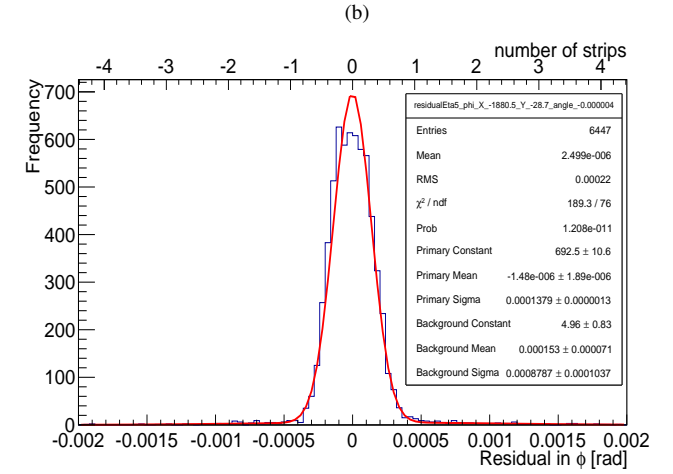 (b)
number of strips
-4 -3 -2 -1 0 1 2 3 4
Frequency
700
600
500
400
300
200
100
0
residualEta5_phi_X_-1880.5_Y_-28.7_angle_-0.000004
Entries 6447
Mean 2.499e-006
RMS 0.00022
χ² / ndf 189.3 / 76
Prob 1.208e-011
Primary Constant 692.5 ± 10.6
Primary Mean -1.48e-006 ± 1.89e-006
Primary Sigma 0.0001379 ± 0.0000013
Background Constant 4.96 ± 0.83
Background Mean 0.000153 ± 0.000071
Background Sigma 0.0008787 ± 0.0001037
-0.002 -0.0015 -0.001 -0.0005 0 0.0005 0.001 0.0015 0.002
Residual in ϕ [rad]